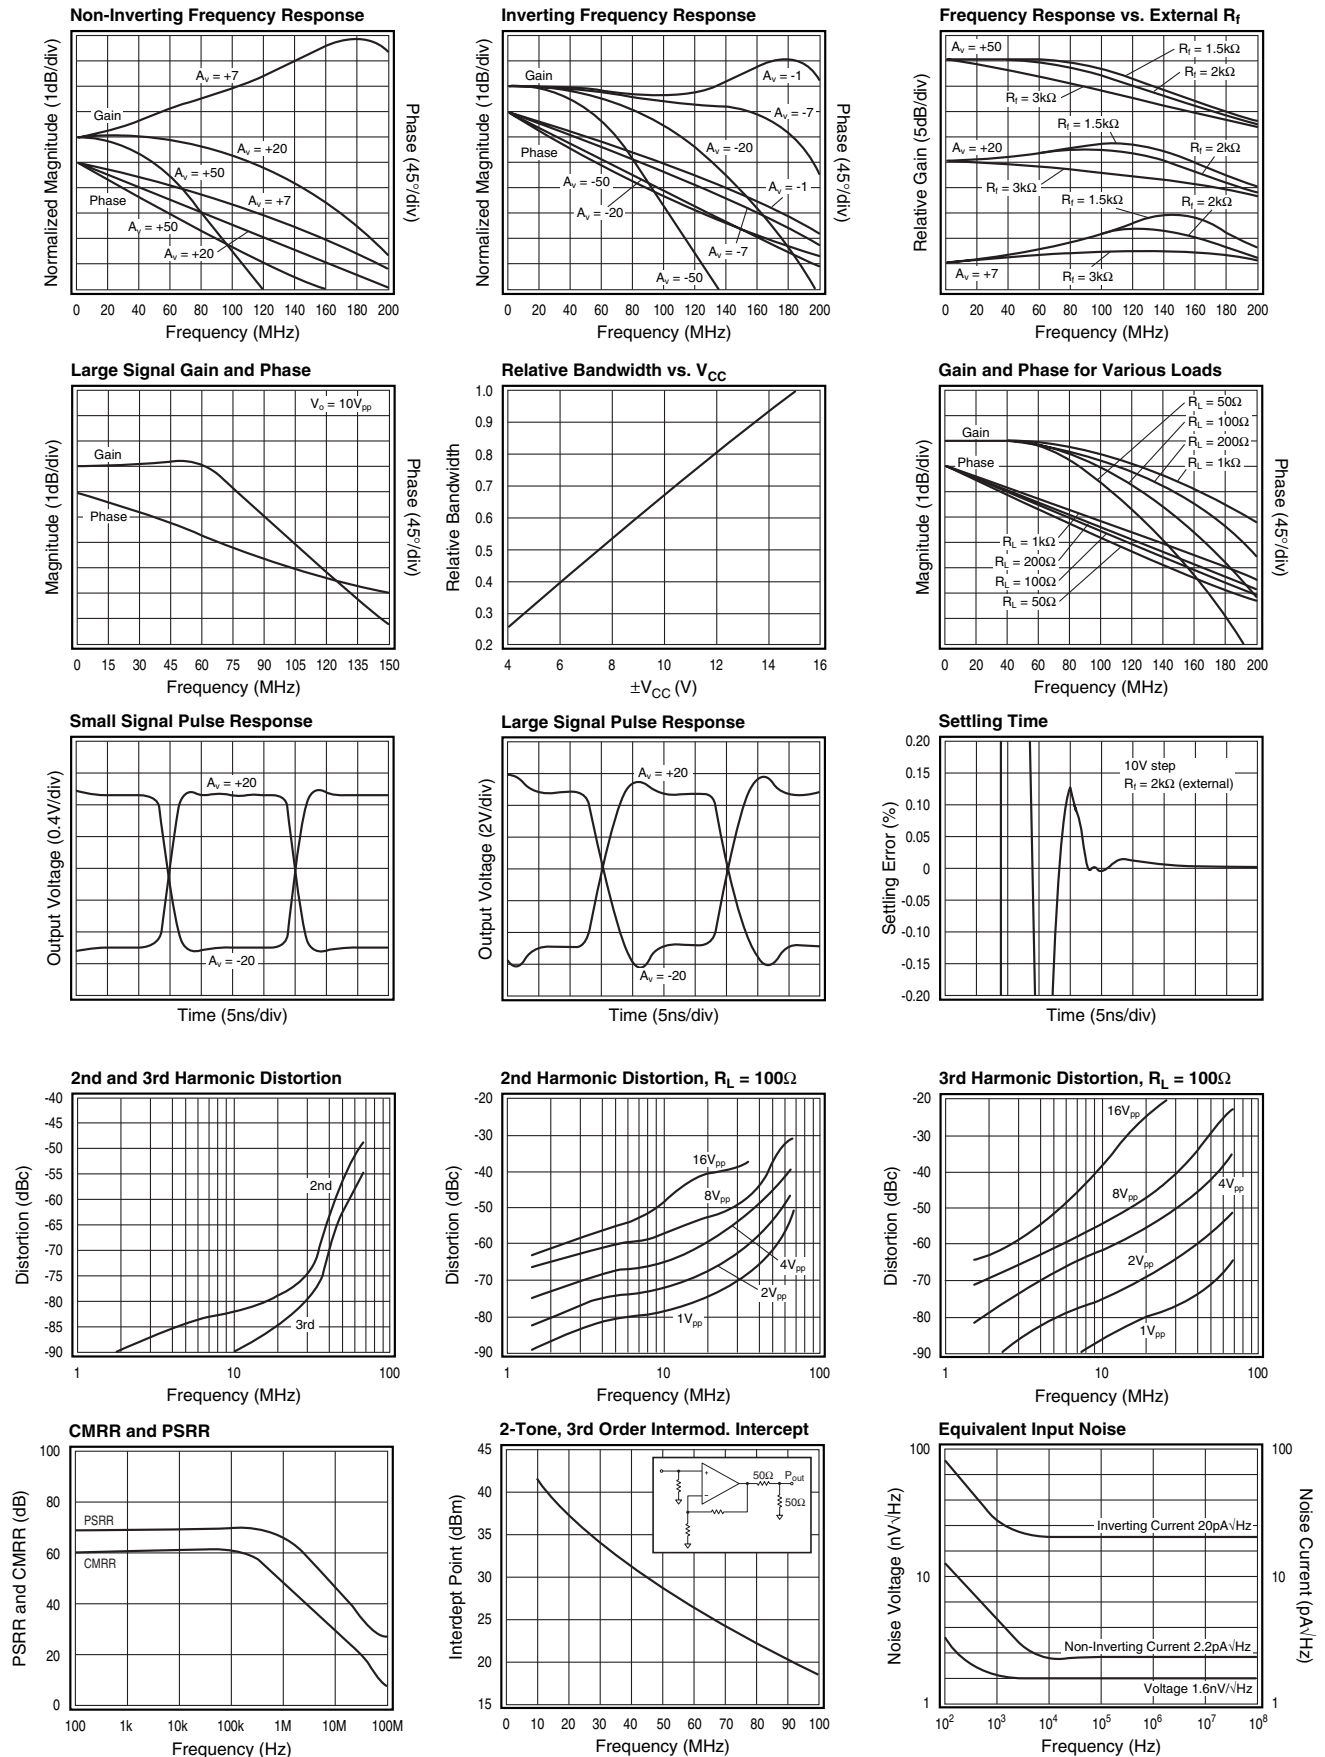 Non-Inverting Frequency Response
Normalized Magnitude (1dB/div)
Phase (45°/div)
Gain
Phase
Av = +7
Av = +20
Av = +50
Av = +7
Av = +50
Av = +20
0 20 40 60 80 100 120 140 160 180 200
Frequency (MHz)
Inverting Frequency Response
Normalized Magnitude (1dB/div)
Phase (45°/div)
Gain
Phase
Av = -1
Av = -7
Av = -20
Av = -50
Av = -1
Av = -20
Av = -7
Av = -50
0 20 40 60 80 100 120 140 160 180 200
Frequency (MHz)
Frequency Response vs. External Rf
Relative Gain (5dB/div)
Av = +50
Rf = 1.5kΩ
Rf = 2kΩ
Rf = 3kΩ
Rf = 1.5kΩ
Av = +20
Rf = 2kΩ
Rf = 3kΩ
Rf = 1.5kΩ
Rf = 2kΩ
Av = +7
Rf = 3kΩ
0 20 40 60 80 100 120 140 160 180 200
Frequency (MHz)
Large Signal Gain and Phase
Magnitude (1dB/div)
Phase (45°/div)
Vo = 10Vpp
Gain
Phase
0 15 30 45 60 75 90 105 120 135 150
Frequency (MHz)
Relative Bandwidth vs. VCC
Relative Bandwidth
1.0
0.9
0.8
0.7
0.6
0.5
0.4
0.3
0.2
4 6 8 10 12 14 16
±VCC (V)
Gain and Phase for Various Loads
Magnitude (1dB/div)
Phase (45°/div)
RL = 50Ω
RL = 100Ω
Gain
RL = 200Ω
Phase
RL = 1kΩ
RL = 1kΩ
RL = 200Ω
RL = 100Ω
RL = 50Ω
0 20 40 60 80 100 120 140 160 180 200
Frequency (MHz)
Small Signal Pulse Response
Output Voltage (0.4V/div)
Av = +20
Av = -20
Time (5ns/div)
Large Signal Pulse Response
Output Voltage (2V/div)
Av = +20
Av = -20
Time (5ns/div)
Settling Time
Settling Error (%)
0.20
0.15
0.10
0.05
0
-0.05
-0.10
-0.15
-0.20
10V step
Rf = 2kΩ (external)
Time (5ns/div)
2nd and 3rd Harmonic Distortion
Distortion (dBc)
-40
-45
-50
-55
-60
-65
-70
-75
-80
-85
-90
2nd
3rd
1 10 100
Frequency (MHz)
2nd Harmonic Distortion, RL = 100Ω
Distortion (dBc)
-20
-30
-40
-50
-60
-70
-80
-90
16Vpp
8Vpp
4Vpp
2Vpp
1Vpp
1 10 100
Frequency (MHz)
3rd Harmonic Distortion, RL = 100Ω
Distortion (dBc)
-20
-30
-40
-50
-60
-70
-80
-90
16Vpp
8Vpp
4Vpp
2Vpp
1Vpp
1 10 100
Frequency (MHz)
CMRR and PSRR
PSRR and CMRR (dB)
100
80
60
40
20
0
PSRR
CMRR
100 1k 10k 100k 1M 10M 100M
Frequency (Hz)
2-Tone, 3rd Order Intermod. Intercept
Interdept Point (dBm)
45
40
35
30
25
20
15
+
-
50Ω
Pout
50Ω
0 10 20 30 40 50 60 70 80 90 100
Frequency (MHz)
Equivalent Input Noise
Noise Voltage (nV√Hz)
Noise Current (pA√Hz)
100
10
1
100
10
1
Inverting Current 20pA√Hz
Non-Inverting Current 2.2pA√Hz
Voltage 1.6nV/√Hz
10² 10³ 10⁴ 10⁵ 10⁶ 10⁷ 10⁸
Frequency (Hz)